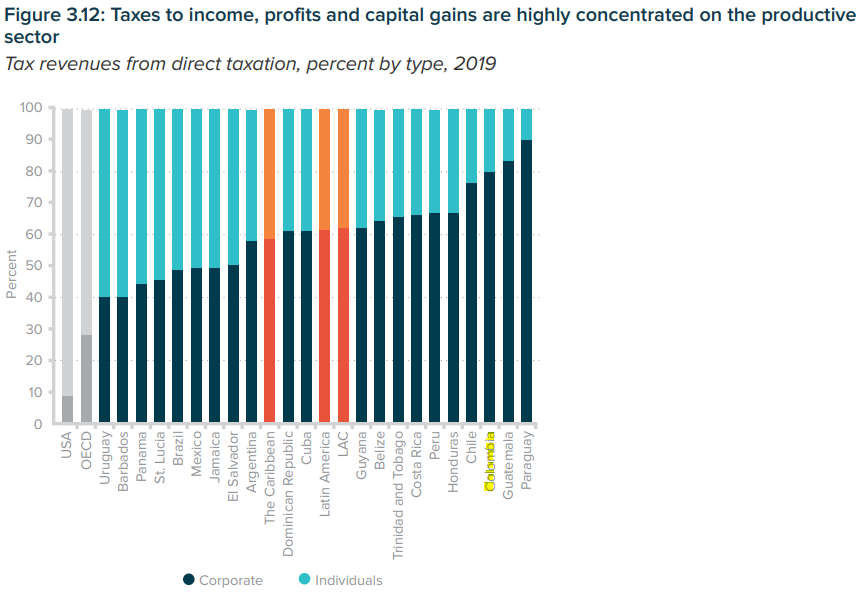 Figure 3.12: Taxes to income, profits and capital gains are highly concentrated on the productive
sector
Tax revenues from direct taxation, percent by type, 2019
100
90
80
70
60
50
40
30
20
10
0
Percent
USA
OECD
Uruguay
Barbados
Panama
St. Lucia
Brazil
Mexico
Jamaica
El Salvador
Argentina
The Caribbean
Dominican Republic
Cuba
Latin America
LAC
Guyana
Belize
Trinidad and Tobago
Costa Rica
Peru
Honduras
Chile
Colombia
Guatemala
Paraguay
Corporate
Individuals